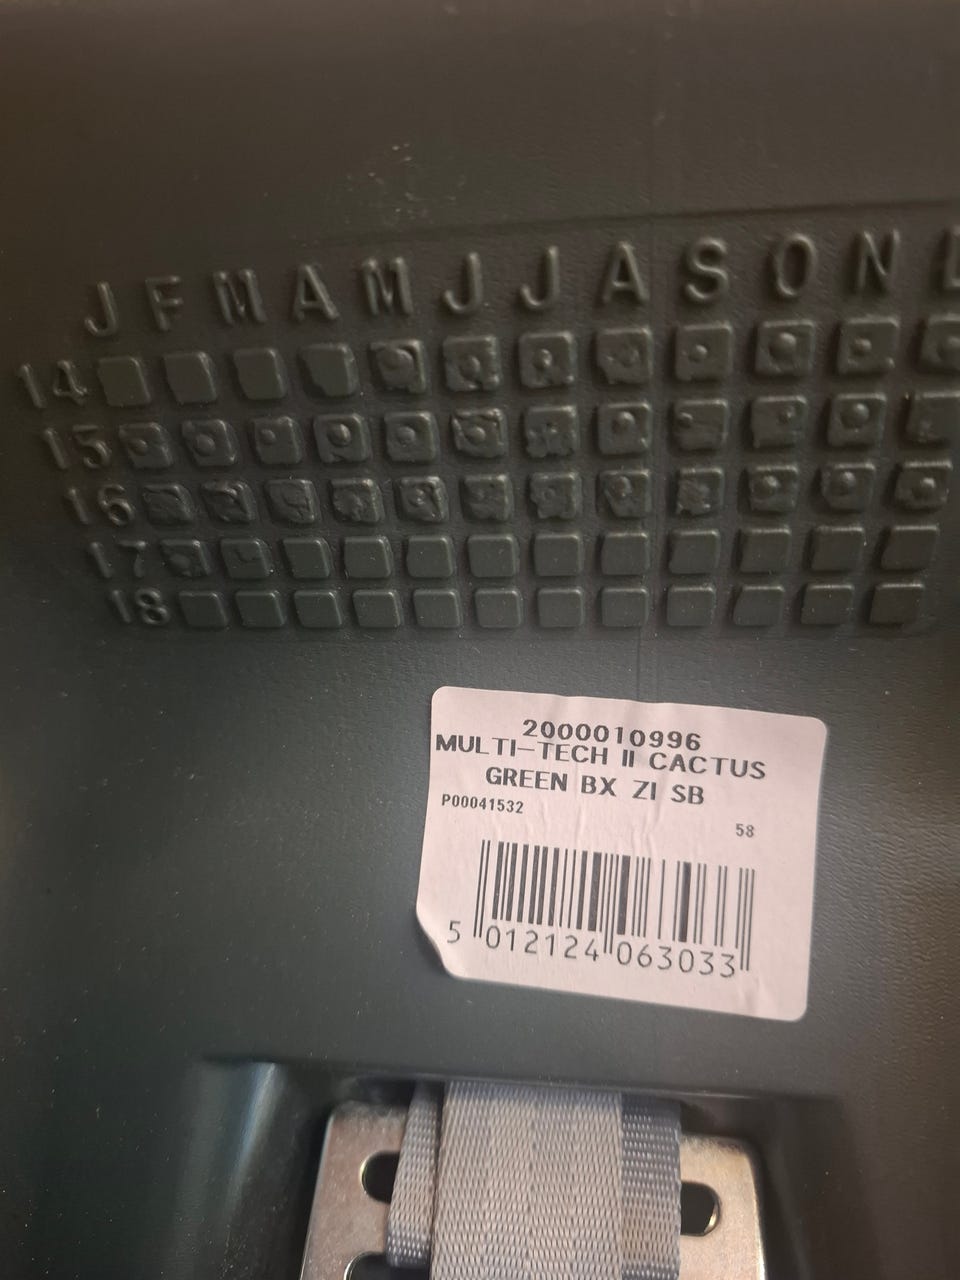 J F M A M J J A S O N D
14
15
16
17
18
2000010996
MULTI-TECH II CACTUS
GREEN BX ZI SB
P00041532
58
5 012124 063033